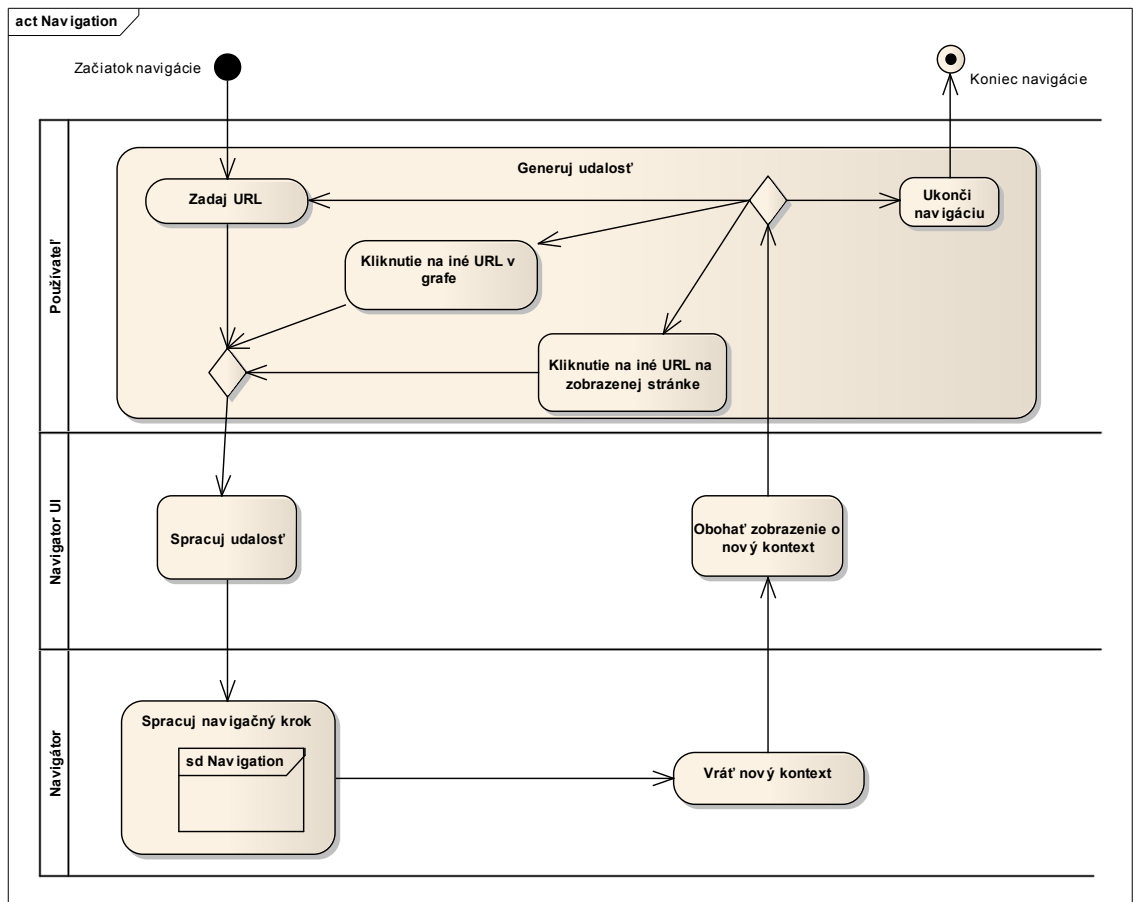 act Navigation
Začiatok navigácie
Koniec navigácie
Používateľ
Generuj udalosť
Zadaj URL
Ukonči
navigáciu
Kliknutie na iné URL v
grafe
Kliknutie na iné URL na
zobrazenej stránke
Navigator UI
Spracuj udalosť
Obohať zobrazenie o
nový kontext
Navigátor
Spracuj navigačný krok
sd Navigation
Vráť nový kontext